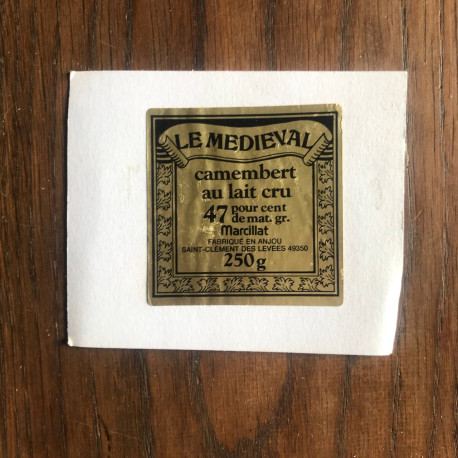 LE MEDIEVAL
camembert
au lait cru
47 pour cent
de mat. gr.
Marcillat
FABRIQUÉ EN ANJOU
SAINT-CLÉMENT DES LEVÉES 49350
250g